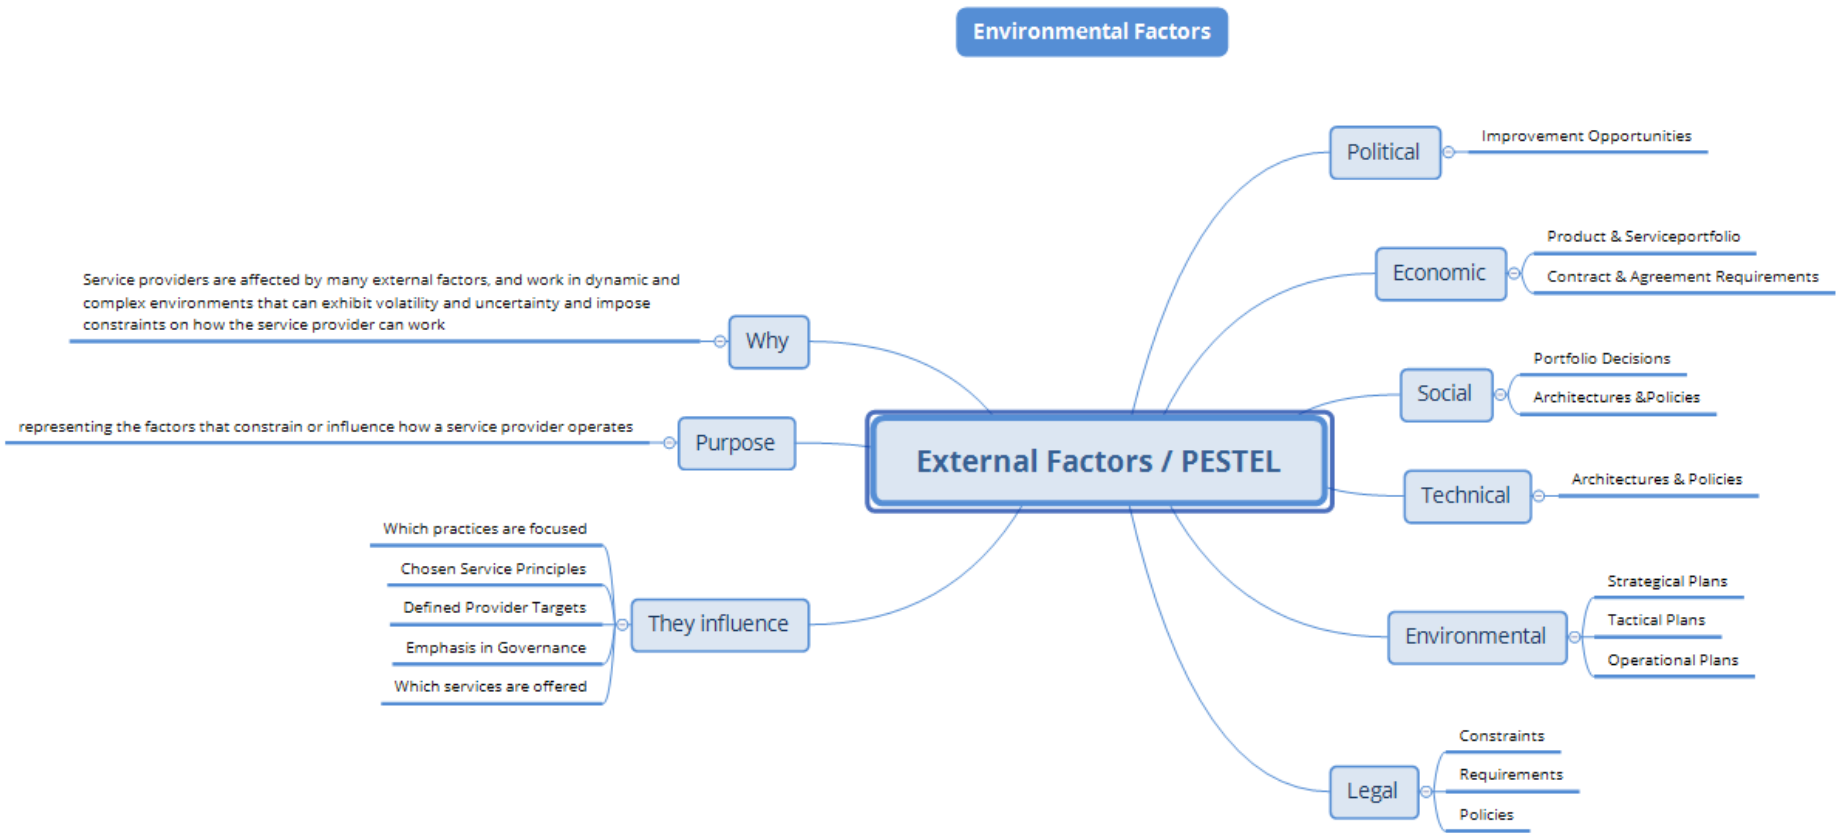 Environmental Factors
External Factors / PESTEL
Political
Improvement Opportunities
Economic
Product & Serviceportfolio
Contract & Agreement Requirements
Social
Portfolio Decisions
Architectures &Policies
Technical
Architectures & Policies
Environmental
Strategical Plans
Tactical Plans
Operational Plans
Legal
Constraints
Requirements
Policies
Why
Service providers are affected by many external factors, and work in dynamic and
complex environments that can exhibit volatility and uncertainty and impose
constraints on how the service provider can work
Purpose
representing the factors that constrain or influence how a service provider operates
They influence
Which practices are focused
Chosen Service Principles
Defined Provider Targets
Emphasis in Governance
Which services are offered